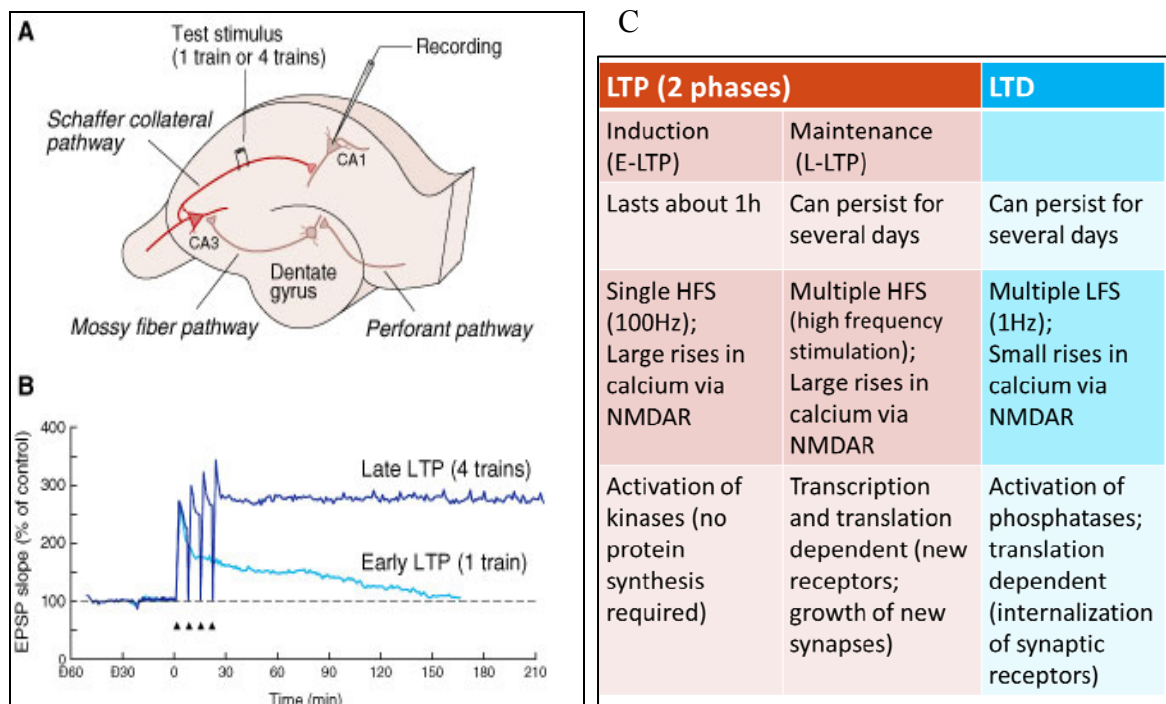 A
Test stimulus
(1 train or 4 trains)
Recording
Schaffer collateral
pathway
CA1
CA3
Dentate
gyrus
Mossy fiber pathway
Perforant pathway
B
EPSP slope (% of control)
400
300
200
100
0
Late LTP (4 trains)
Early LTP (1 train)
Ð60 Ð30 0 30 60 90 120 150 180 210
Time (min)
C
LTP (2 phases)
LTD
Induction
(E-LTP)
Maintenance
(L-LTP)
Lasts about 1h
Can persist for
several days
Can persist for
several days
Single HFS
(100Hz);
Large rises in
calcium via
NMDAR
Multiple HFS
(high frequency
stimulation);
Large rises in
calcium via
NMDAR
Multiple LFS
(1Hz);
Small rises in
calcium via
NMDAR
Activation of
kinases (no
protein
synthesis
required)
Transcription
and translation
dependent (new
receptors;
growth of new
synapses)
Activation of
phosphatases;
translation
dependent
(internalization
of synaptic
receptors)